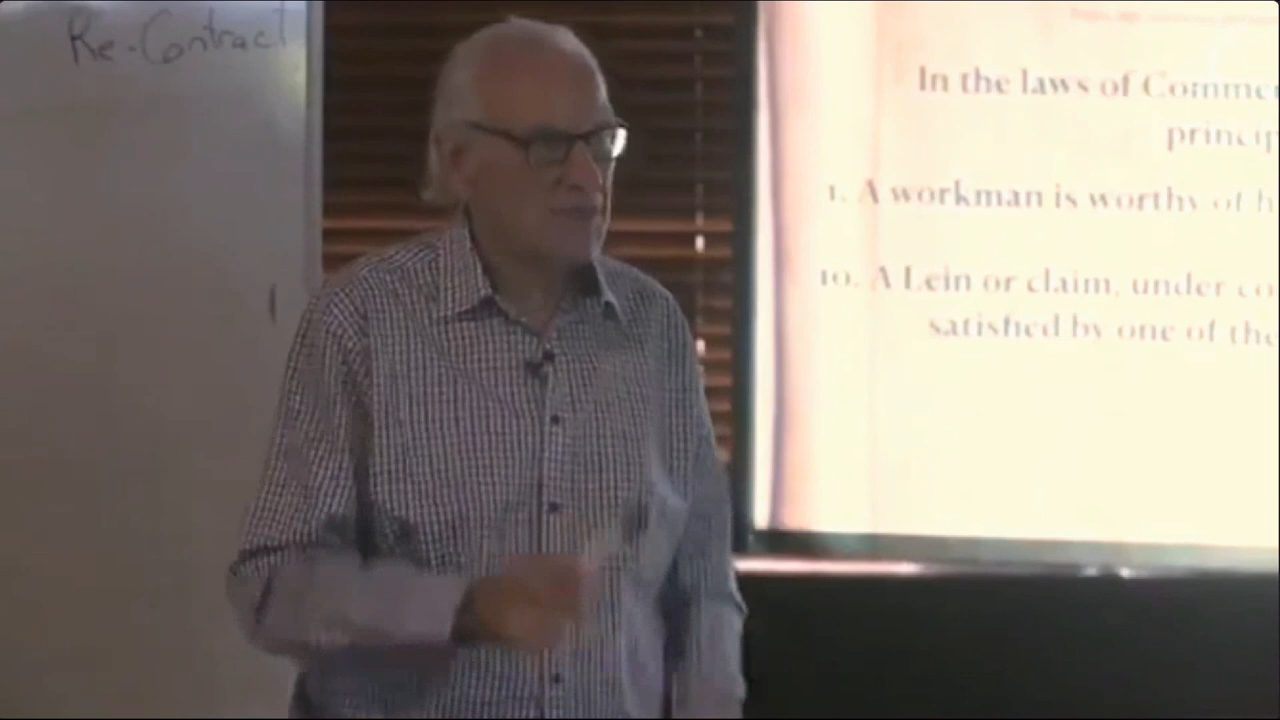 Re-Contract
In the laws of Commer
princip
1. A workman is worthy of h
10. A Lein or claim, under co
satisfied by one of the